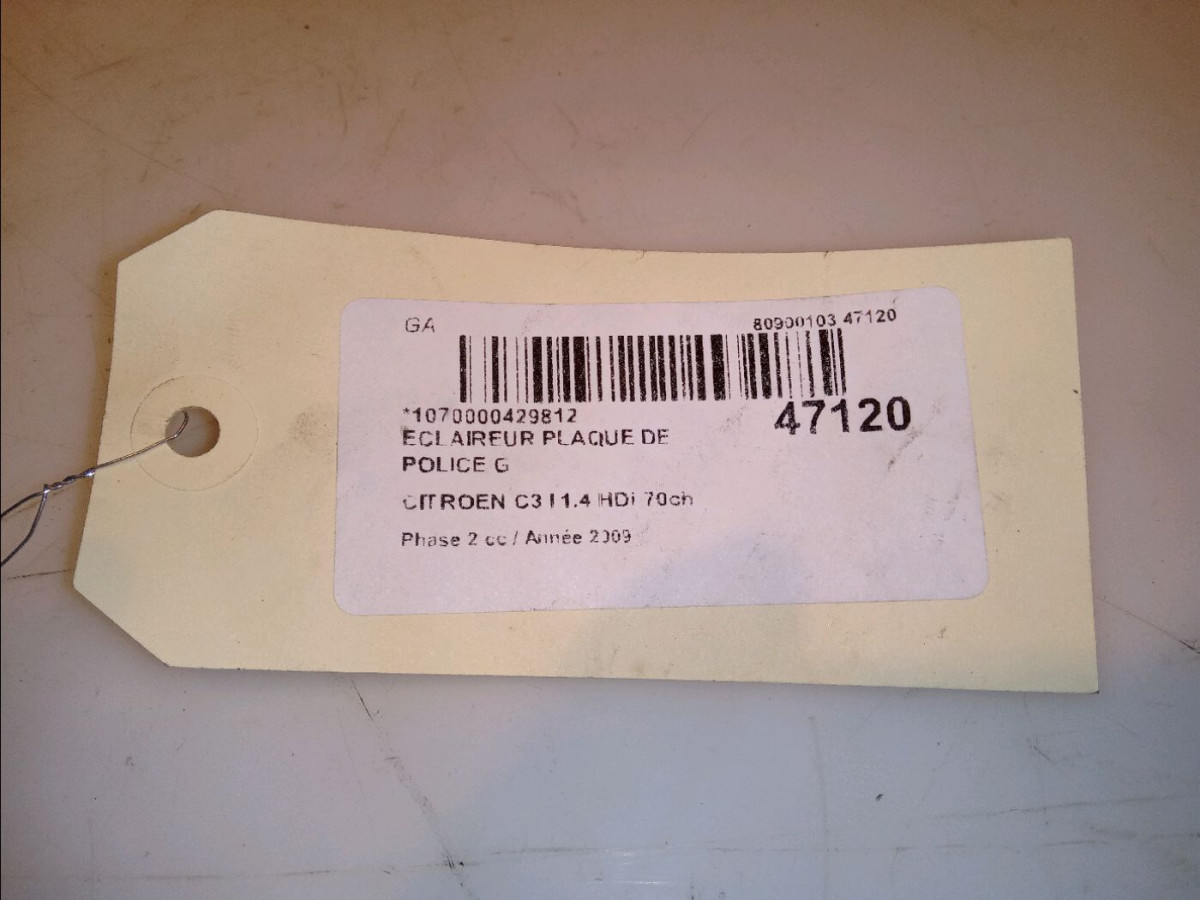 GA
80900103 47120
*1070000429812
47120
ECLAIREUR PLAQUE DE
POLICE G
CITROEN C3 I 1.4 HDi 70ch
Phase 2 cc / Année 2009